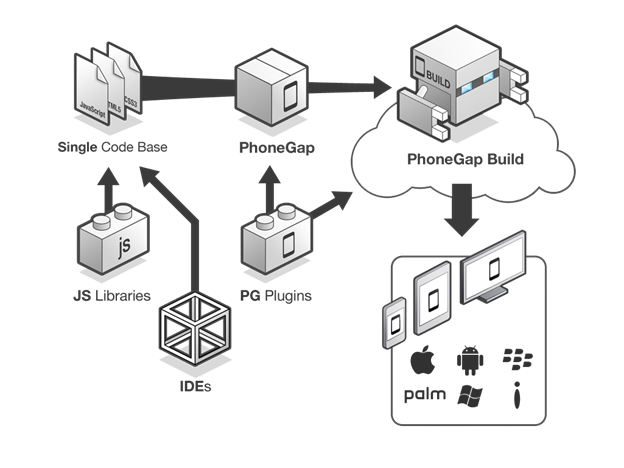 JavaScript
HTML5
CSS3
BUILD
Single Code Base
PhoneGap
PhoneGap Build
js
JS Libraries
PG Plugins
IDEs
palm